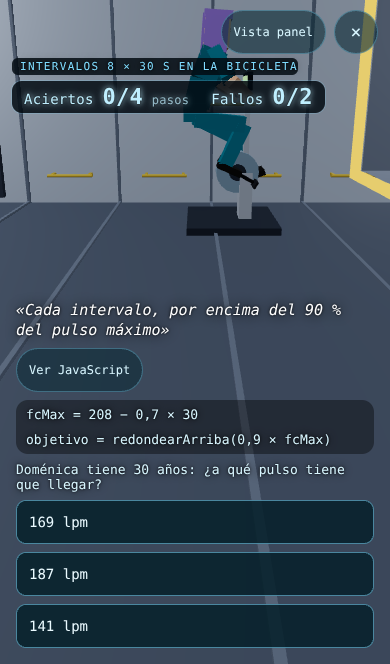 Vista panel
×
INTERVALOS 8 × 30 S EN LA BICICLETA
Aciertos 0/4 pasos Fallos 0/2
«Cada intervalo, por encima del 90 %
del pulso máximo»
Ver JavaScript
fcMax = 208 − 0,7 × 30
objetivo = redondearArriba(0,9 × fcMax)
Doménica tiene 30 años: ¿a qué pulso tiene
que llegar?
169 lpm
187 lpm
141 lpm